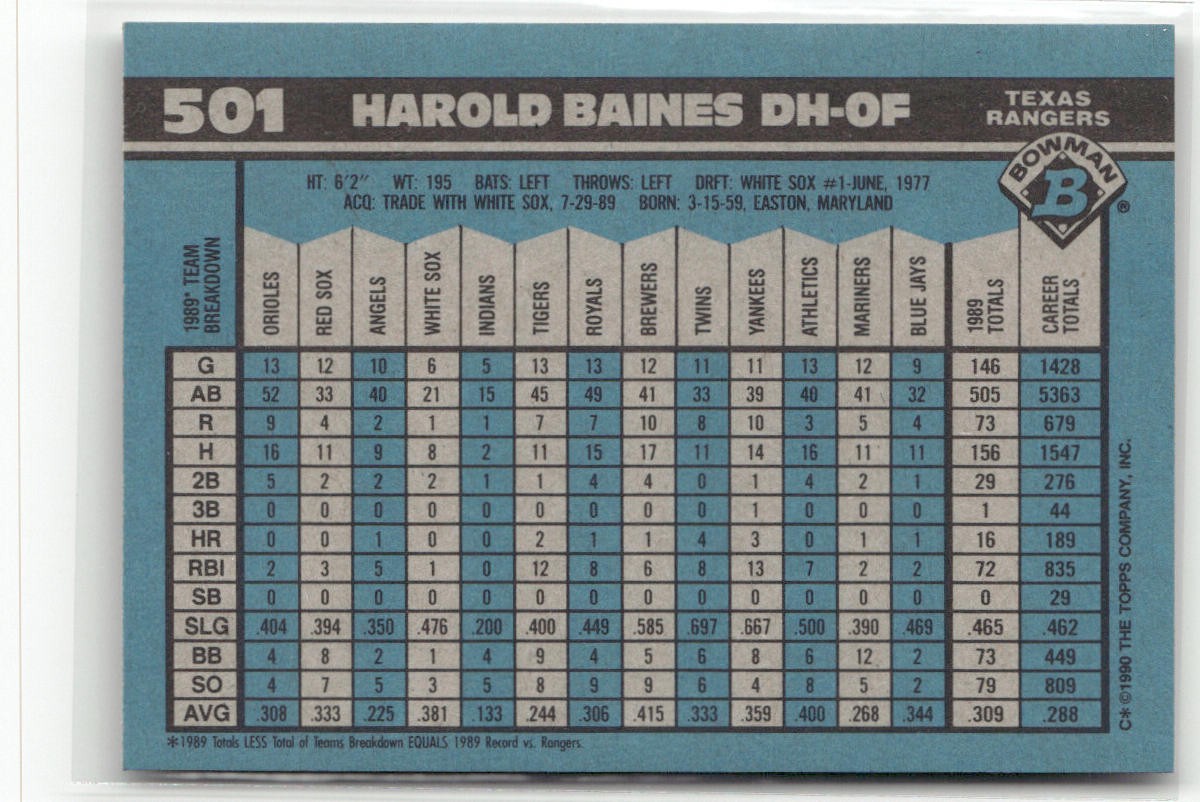 501 HAROLD BAINES DH-OF TEXAS RANGERS
BOWMAN
B
®
HT: 6'2" WT: 195 BATS: LEFT THROWS: LEFT DRFT: WHITE SOX #1-JUNE, 1977
ACQ: TRADE WITH WHITE SOX, 7-29-89 BORN: 3-15-59, EASTON, MARYLAND
1989* TEAM BREAKDOWN ORIOLES RED SOX ANGELS WHITE SOX INDIANS TIGERS ROYALS BREWERS TWINS YANKEES ATHLETICS MARINERS BLUE JAYS 1989 TOTALS CAREER TOTALS
G 13 12 10 6 5 13 13 12 11 11 13 12 9 146 1428
AB 52 33 40 21 15 45 49 41 33 39 40 41 32 505 5363
R 9 4 2 1 1 7 7 10 8 10 3 5 4 73 679
H 16 11 9 8 2 11 15 17 11 14 16 11 11 156 1547
2B 5 2 2 2 1 1 4 4 0 1 4 2 1 29 276
3B 0 0 0 0 0 0 0 0 0 1 0 0 0 1 44
HR 0 0 1 0 0 2 1 1 4 3 0 1 1 16 189
RBI 2 3 5 1 0 12 8 6 8 13 7 2 2 72 835
SB 0 0 0 0 0 0 0 0 0 0 0 0 0 0 29
SLG .404 .394 .350 .476 .200 .400 .449 .585 .697 .667 .500 .390 .469 .465 .462
BB 4 8 2 1 4 9 4 5 6 8 6 12 2 73 449
SO 4 7 5 3 5 8 9 9 6 4 8 5 2 79 809
AVG .308 .333 .225 .381 .133 .244 .306 .415 .333 .359 .400 .268 .344 .309 .288
*1989 Totals LESS Total of Teams Breakdown EQUALS 1989 Record vs. Rangers.
C* ©1990 THE TOPPS COMPANY, INC.